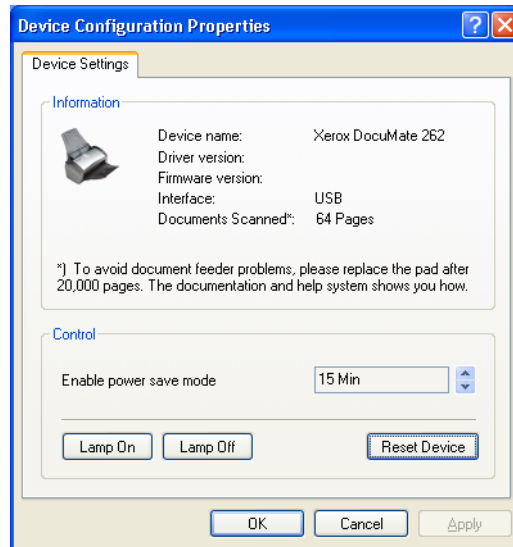 Device Configuration Properties
Device Settings
Information
Device name: Xerox DocuMate 262
Driver version:
Firmware version:
Interface: USB
Documents Scanned*: 64 Pages
*) To avoid document feeder problems, please replace the pad after
20,000 pages. The documentation and help system shows you how.
Control
Enable power save mode 15 Min
Lamp On Lamp Off Reset Device
OK Cancel Apply